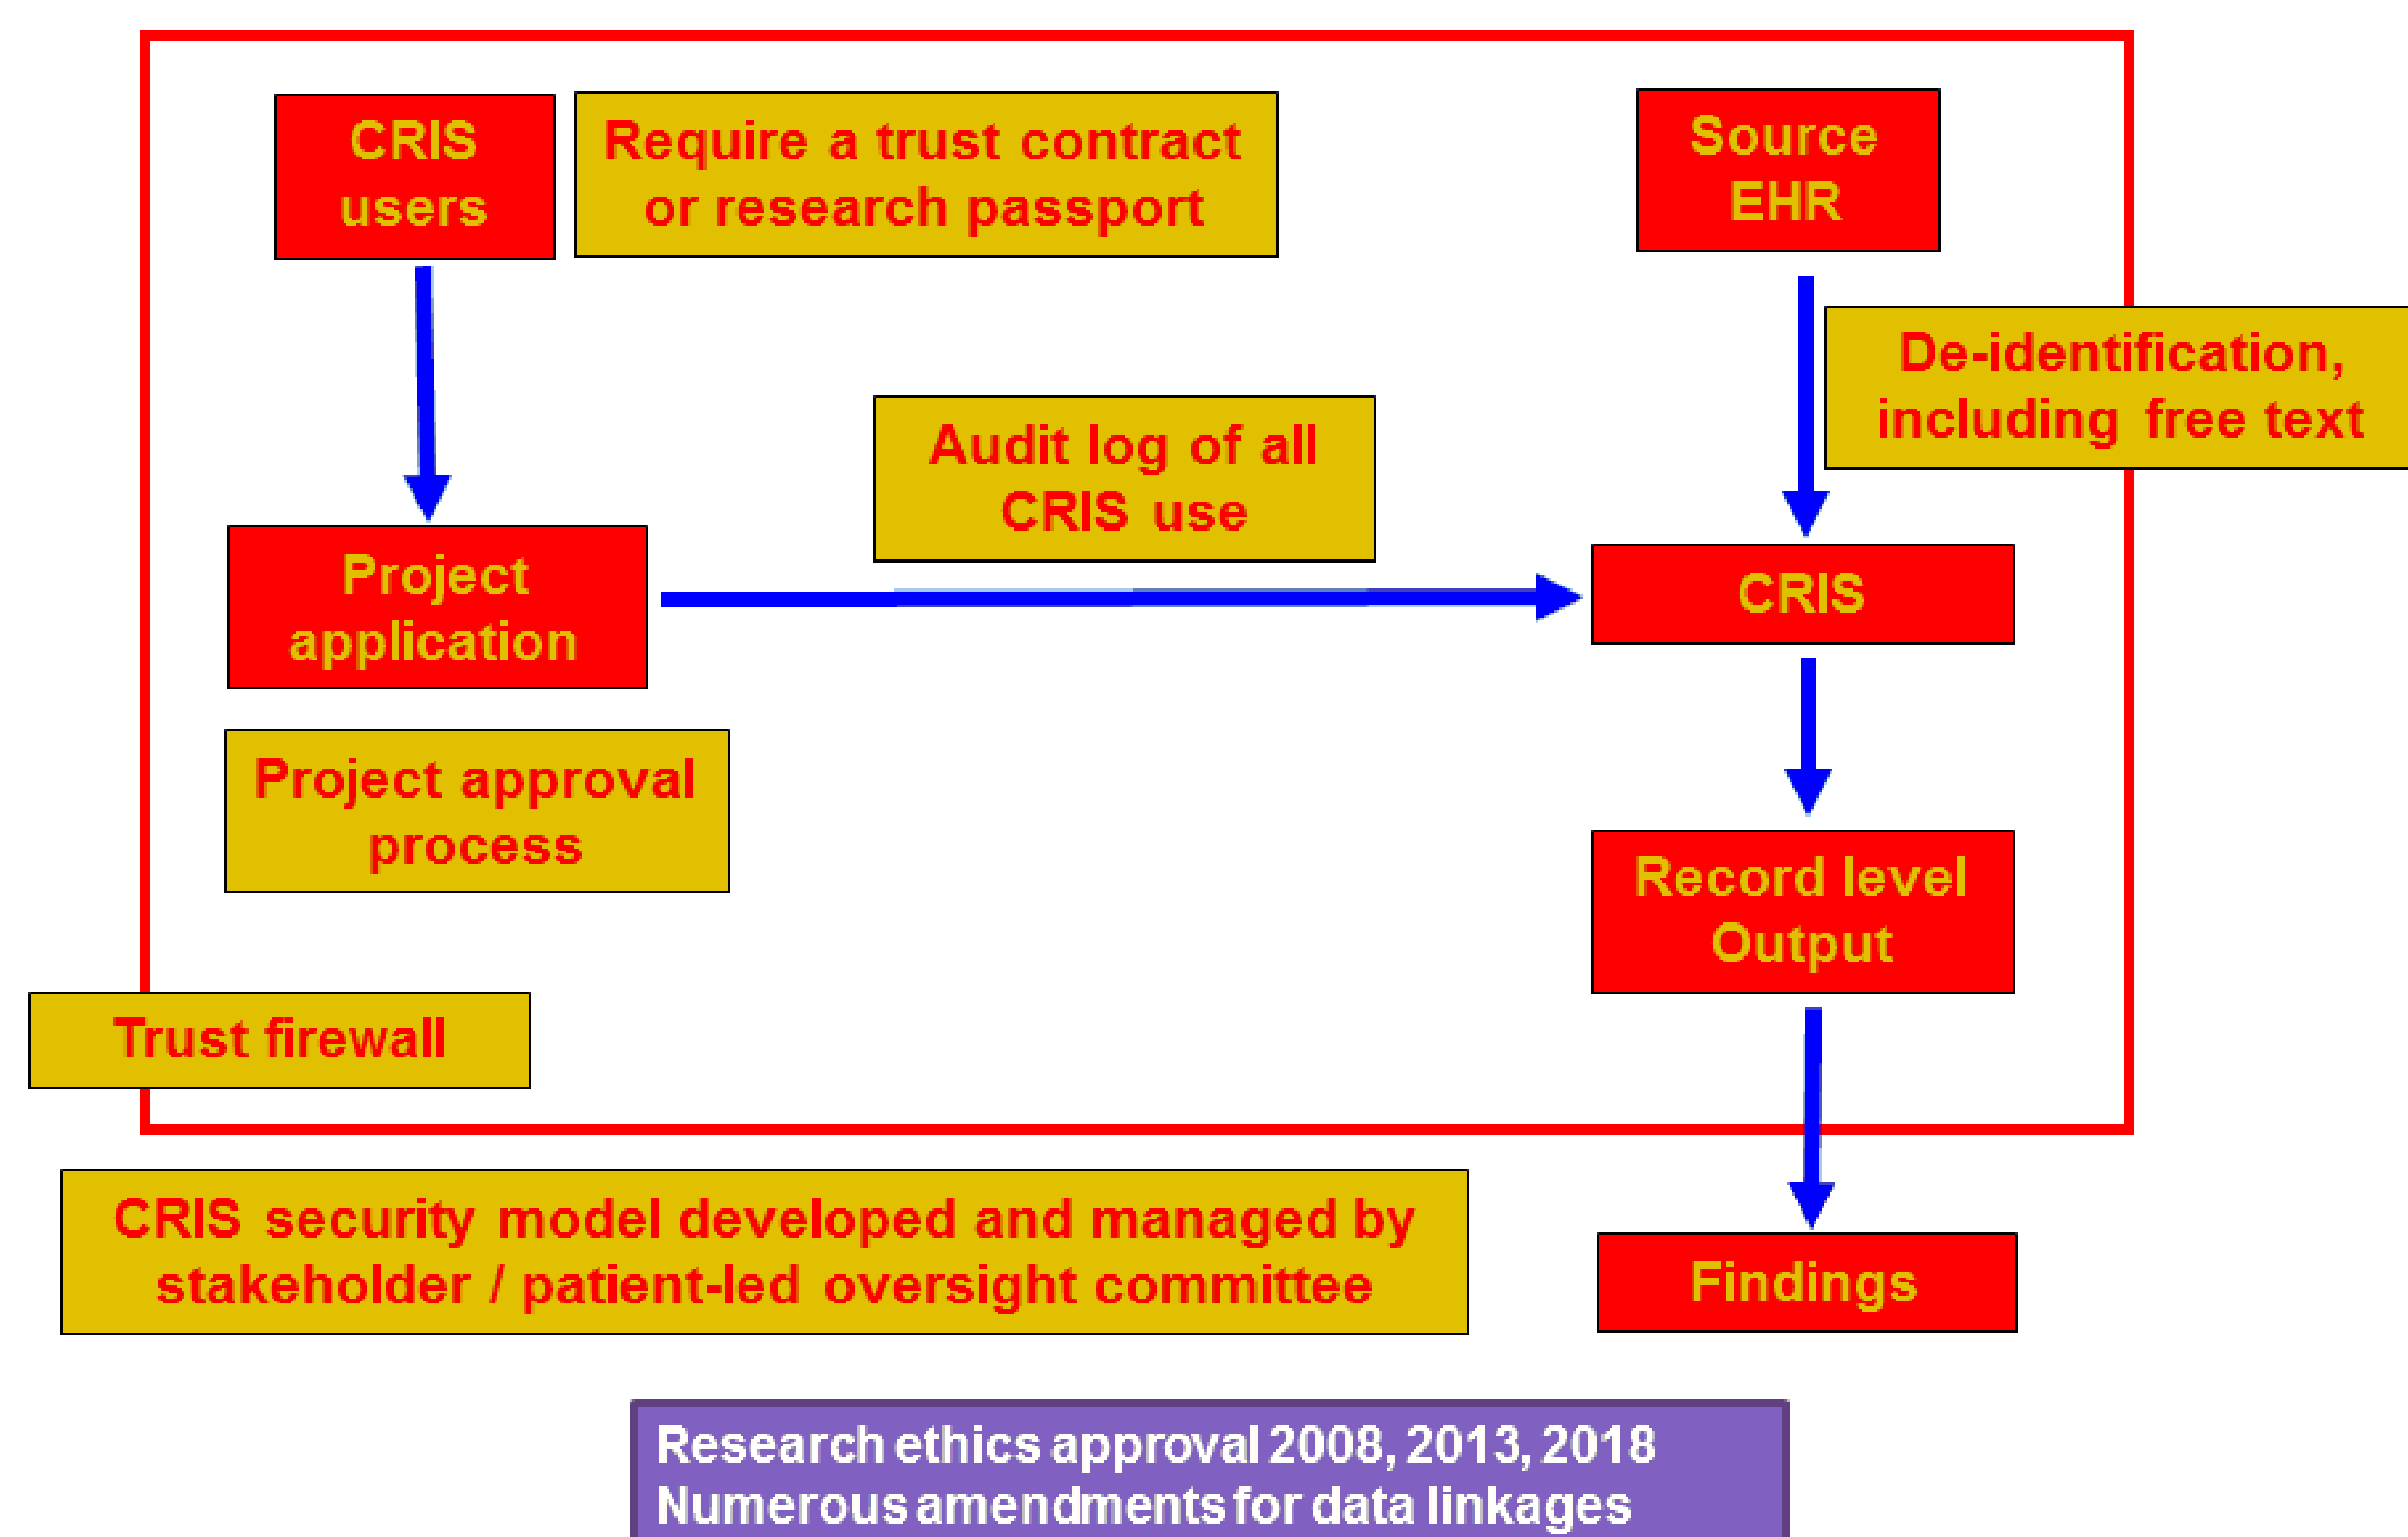 CRIS
users
Require a trust contract
or research passport
Source
EHR
De-identification,
including free text
Audit log of all
CRIS use
Project
application
CRIS
Project approval
process
Record level
Output
Trust firewall
CRIS security model developed and managed by
stakeholder / patient-led oversight committee
Findings
Research ethics approval 2008, 2013, 2018
Numerous amendments for data linkages